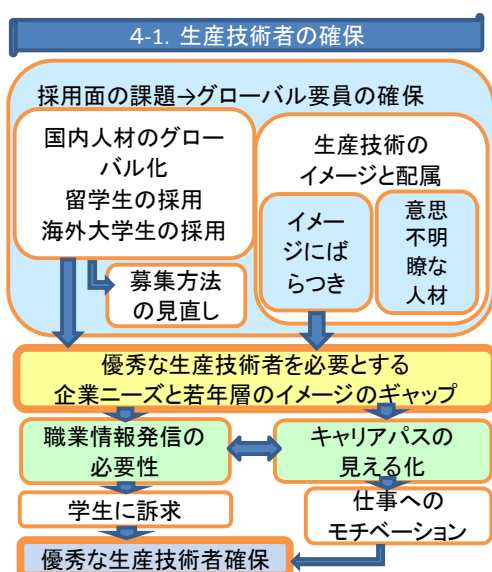 4-1. 生産技術者の確保
採用面の課題→グローバル要員の確保
国内人材のグロー
バル化
留学生の採用
海外大学生の採用
募集方法
の見直し
生産技術の
イメージと配属
イメー
ジにば
らつき
意思
不明
瞭な
人材
優秀な生産技術者を必要とする
企業ニーズと若年層のイメージのギャップ
職業情報発信の
必要性
キャリアパスの
見える化
学生に訴求
仕事への
モチベーション
優秀な生産技術者確保